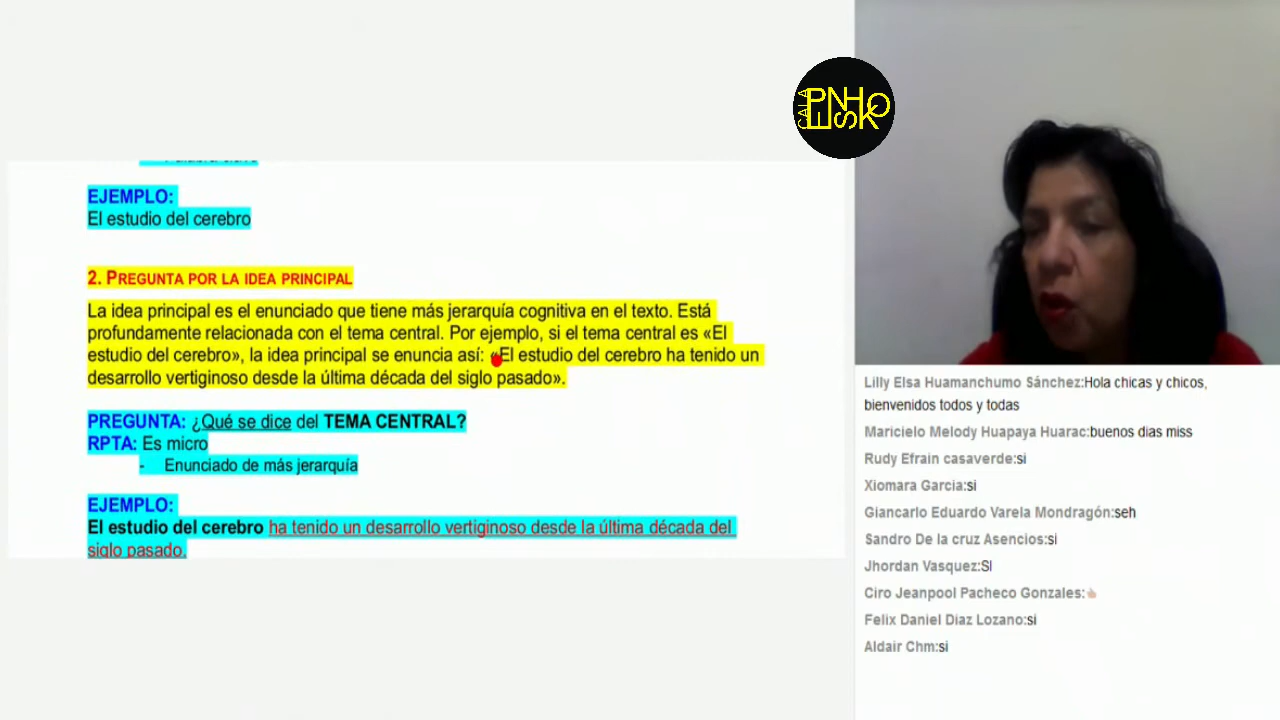 EJEMPLO:
El estudio del cerebro
2. PREGUNTA POR LA IDEA PRINCIPAL
La idea principal es el enunciado que tiene más jerarquía cognitiva en el texto. Está
profundamente relacionada con el tema central. Por ejemplo, si el tema central es «El
estudio del cerebro», la idea principal se enuncia así: «El estudio del cerebro ha tenido un
desarrollo vertiginoso desde la última década del siglo pasado».
PREGUNTA: ¿Qué se dice del TEMA CENTRAL?
RPTA: Es micro
- Enunciado de más jerarquía
EJEMPLO:
El estudio del cerebro ha tenido un desarrollo vertiginoso desde la última década del
siglo pasado.
Lilly Elsa Huamanchumo Sánchez:Hola chicas y chicos,
bienvenidos todos y todas
Maricielo Melody Huapaya Huarac:buenos dias miss
Rudy Efrain casaverde:si
Xiomara Garcia:si
Giancarlo Eduardo Varela Mondragón:seh
Sandro De la cruz Asencios:si
Jhordan Vasquez:SI
Ciro Jeanpool Pacheco Gonzales:
Felix Daniel Diaz Lozano:si
Aldair Chm:si